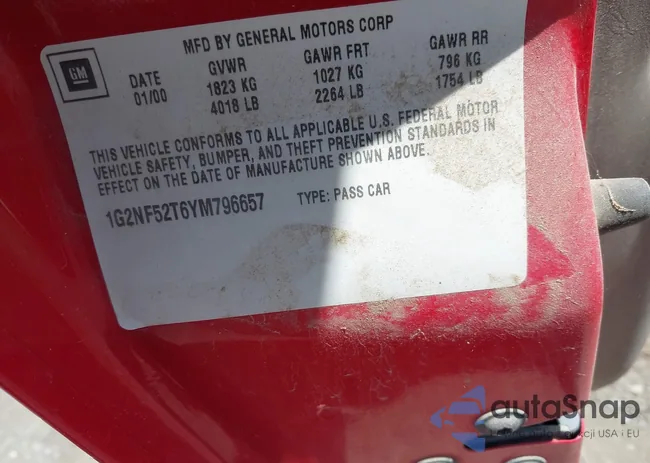 MFD BY GENERAL MOTORS CORP
GM
DATE GVWR GAWR FRT GAWR RR
01/00 1823 KG 1027 KG 796 KG
4018 LB 2264 LB 1754 LB
THIS VEHICLE CONFORMS TO ALL APPLICABLE U.S. FEDERAL MOTOR
VEHICLE SAFETY, BUMPER, AND THEFT PREVENTION STANDARDS IN
EFFECT ON THE DATE OF MANUFACTURE SHOWN ABOVE.
1G2NF52T6YM796657 TYPE: PASS CAR
autoSnap
USA i EU